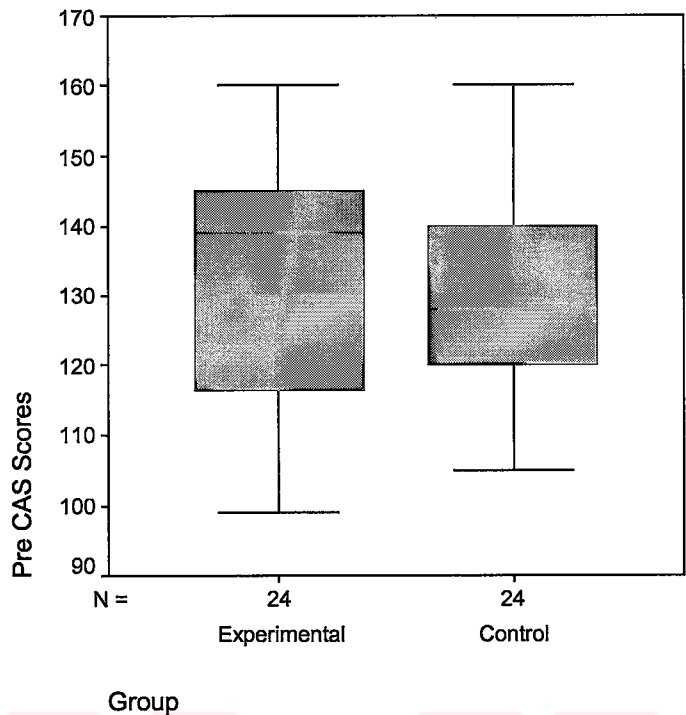 170
160
150
140
130
120
110
100
90
Pre CAS Scores
N = 24 24
Experimental Control
Group